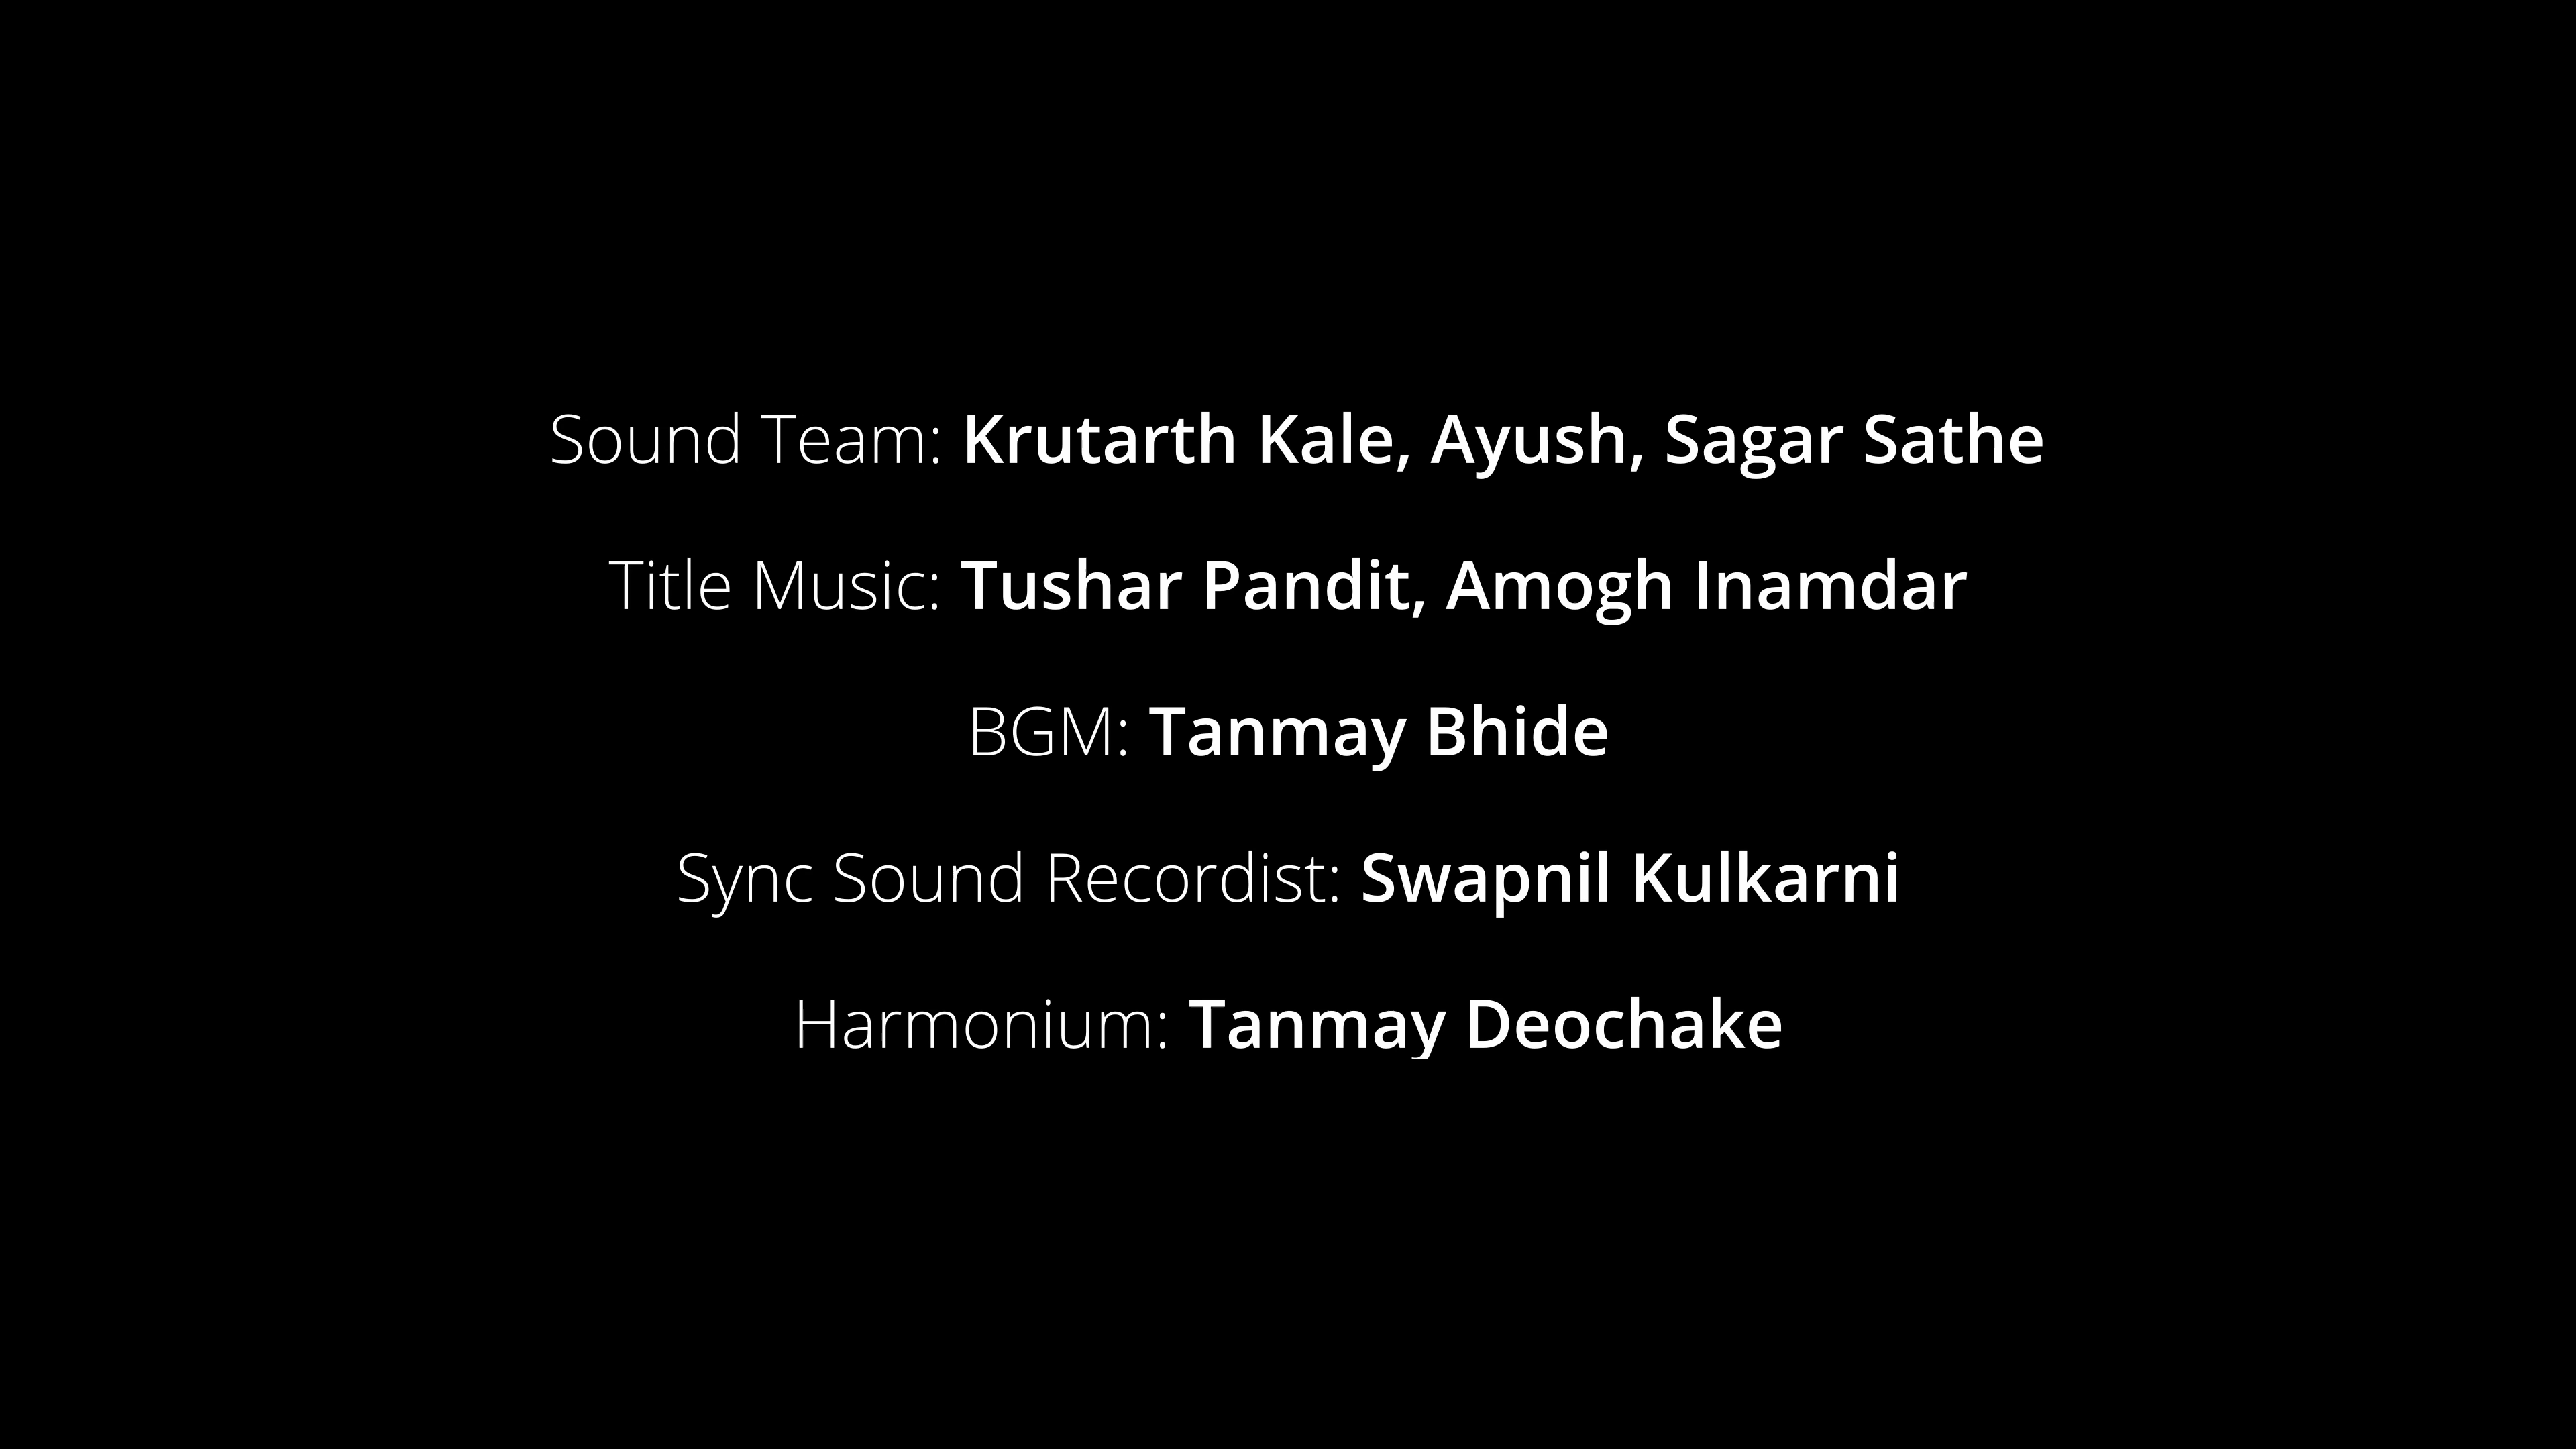 Sound Team: Krutarth Kale, Ayush, Sagar Sathe
Title Music: Tushar Pandit, Amogh Inamdar
BGM: Tanmay Bhide
Sync Sound Recordist: Swapnil Kulkarni
Harmonium: Tanmay Deochake